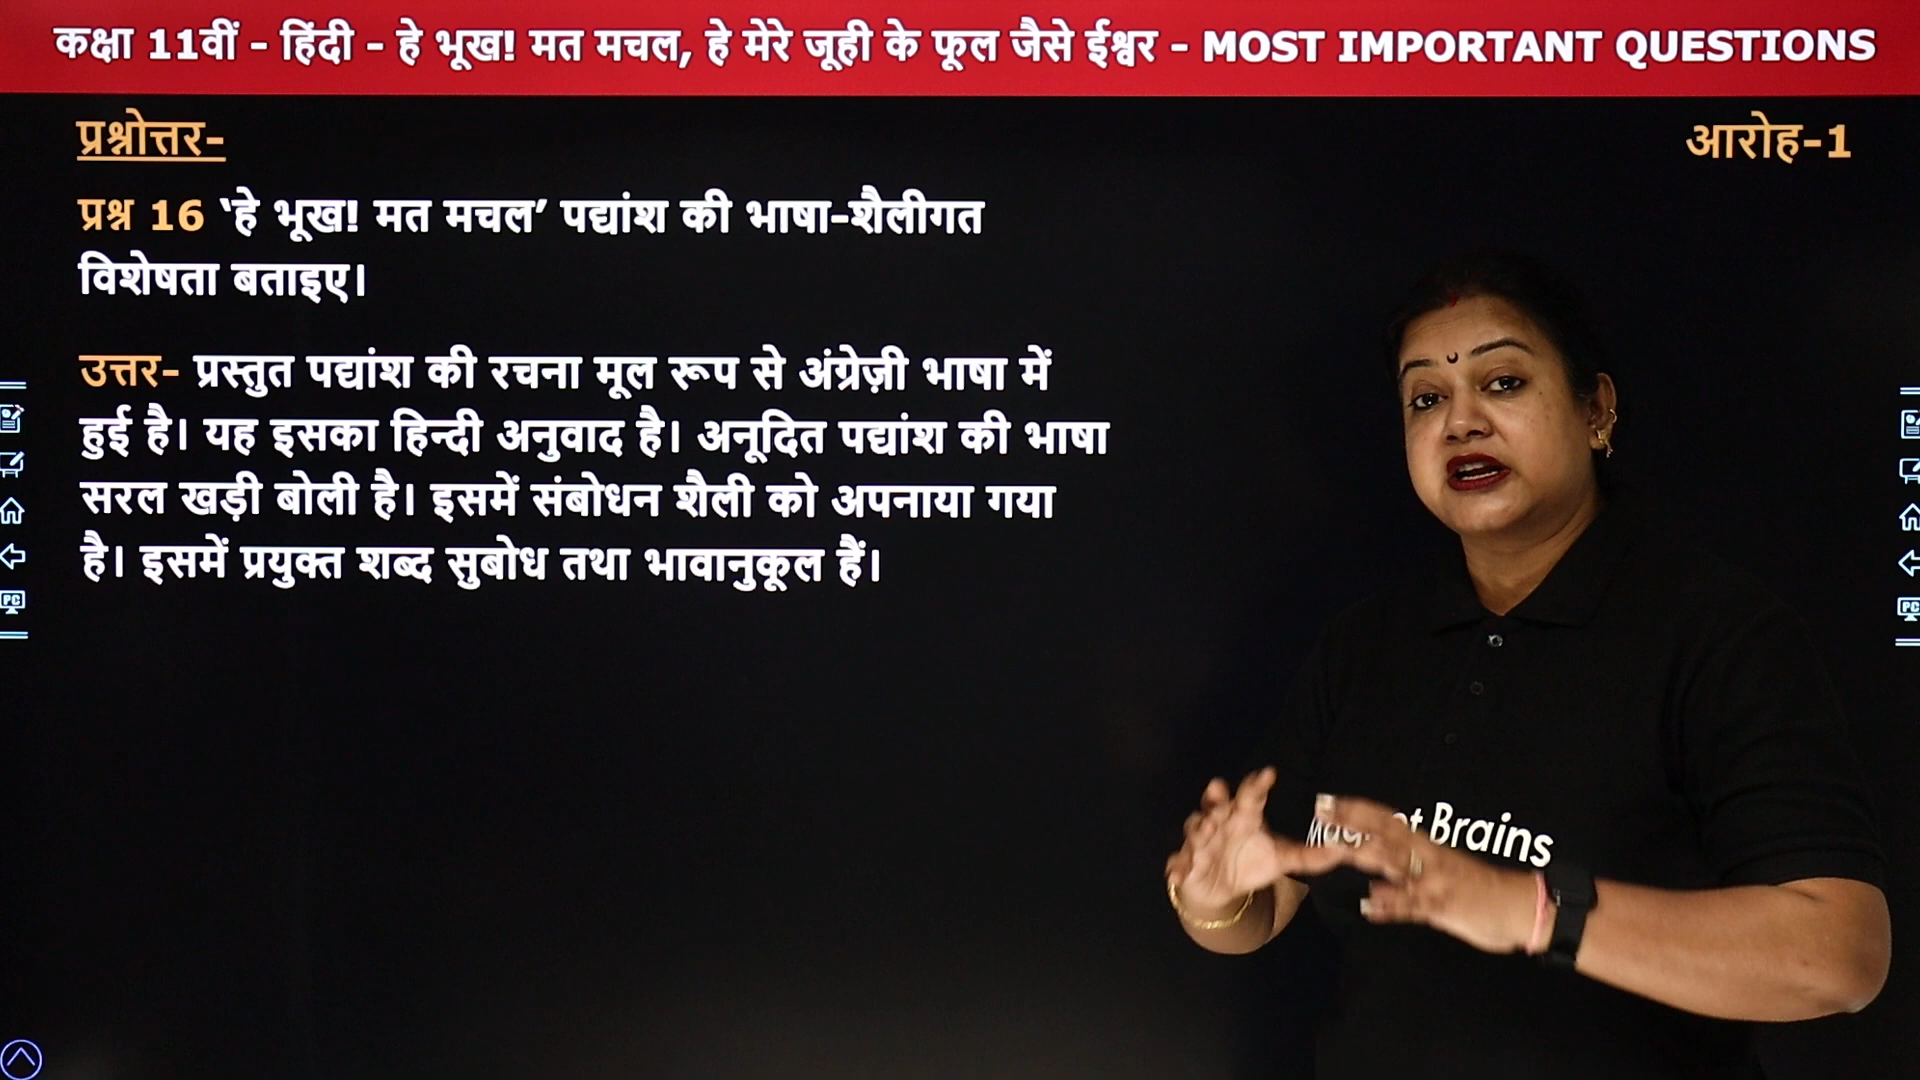 कक्षा 11वीं - हिंदी - हे भूख! मत मचल, हे मेरे जूही के फूल जैसे ईश्वर - MOST IMPORTANT QUESTIONS
प्रश्नोत्तर-
आरोह-1
प्रश्न 16 ‘हे भूख! मत मचल’ पद्यांश की भाषा-शैलीगत
विशेषता बताइए।
उत्तर- प्रस्तुत पद्यांश की रचना मूल रूप से अंग्रेज़ी भाषा में
हुई है। यह इसका हिन्दी अनुवाद है। अनूदित पद्यांश की भाषा
सरल खड़ी बोली है। इसमें संबोधन शैली को अपनाया गया
है। इसमें प्रयुक्त शब्द सुबोध तथा भावानुकूल हैं।
PC
PC
Brains